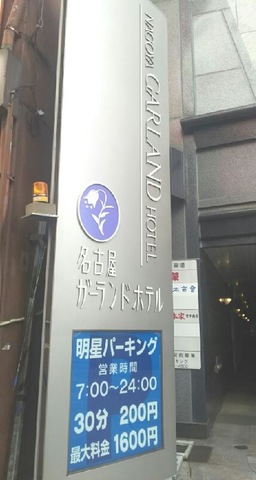 NAGOYA GARLAND HOTEL
名古屋
ガーランドホテル
明星パーキング
営業時間
7:00～24:00
30分 200円
最大料金 1600円